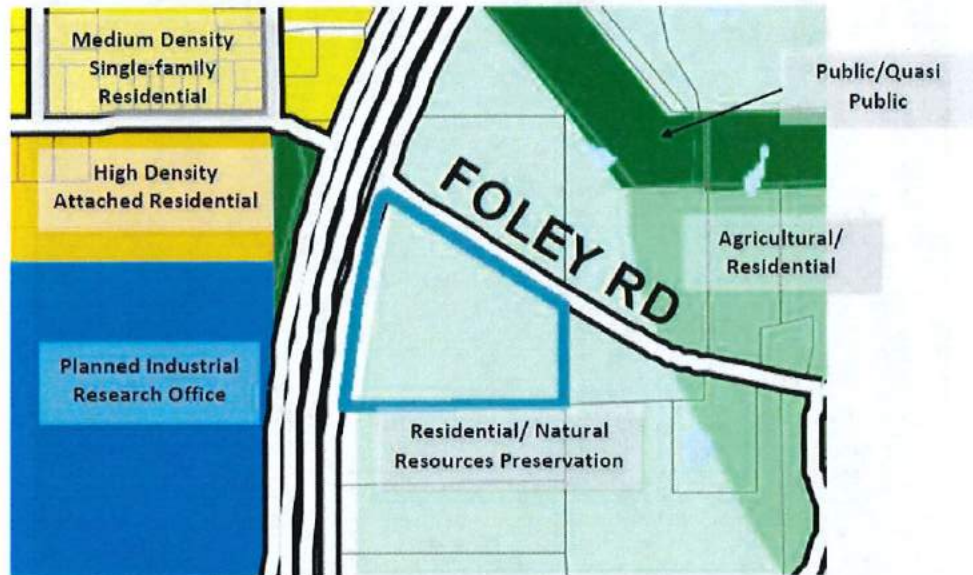 Medium Density
Single-family
Residential
Public/Quasi
Public
High Density
Attached Residential
FOLEY RD
Agricultural/
Residential
Planned Industrial
Research Office
Residential/ Natural
Resources Preservation